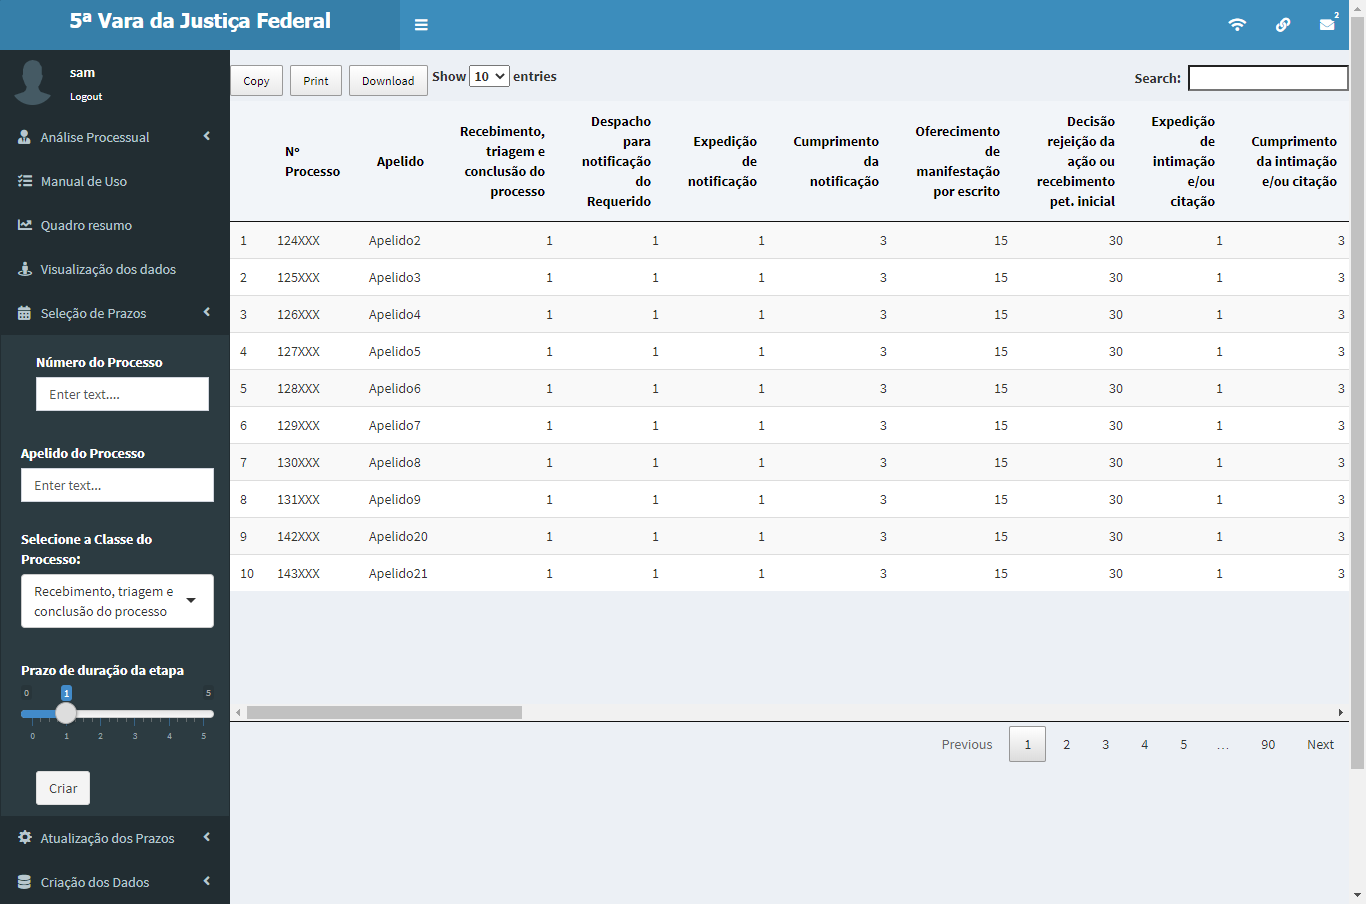 5ª Vara da Justiça Federal
2
sam
Logout
Análise Processual
Manual de Uso
Quadro resumo
Visualização dos dados
Seleção de Prazos
Número do Processo
Enter text....
Apelido do Processo
Enter text...
Selecione a Classe do
Processo:
Recebimento, triagem e
conclusão do processo
Prazo de duração da etapa
0 1 5
0 1 2 3 4 5
Criar
Atualização dos Prazos
Criação dos Dados
Copy Print Download Show 10 entries Search:
Nº
Processo
Apelido
Recebimento,
triagem e
conclusão do
processo
Despacho
para
notificação
do
Requerido
Expedição
de
notificação
Cumprimento
da
notificação
Oferecimento
de
manifestação
por escrito
Decisão
rejeição da
ação ou
recebimento
pet. inicial
Expedição
de
intimação
e/ou
citação
Cumprimento
da intimação
e/ou citação
1 124XXX Apelido2 1 1 1 3 15 30 1 3
2 125XXX Apelido3 1 1 1 3 15 30 1 3
3 126XXX Apelido4 1 1 1 3 15 30 1 3
4 127XXX Apelido5 1 1 1 3 15 30 1 3
5 128XXX Apelido6 1 1 1 3 15 30 1 3
6 129XXX Apelido7 1 1 1 3 15 30 1 3
7 130XXX Apelido8 1 1 1 3 15 30 1 3
8 131XXX Apelido9 1 1 1 3 15 30 1 3
9 142XXX Apelido20 1 1 1 3 15 30 1 3
10 143XXX Apelido21 1 1 1 3 15 30 1 3
Previous 1 2 3 4 5 … 90 Next